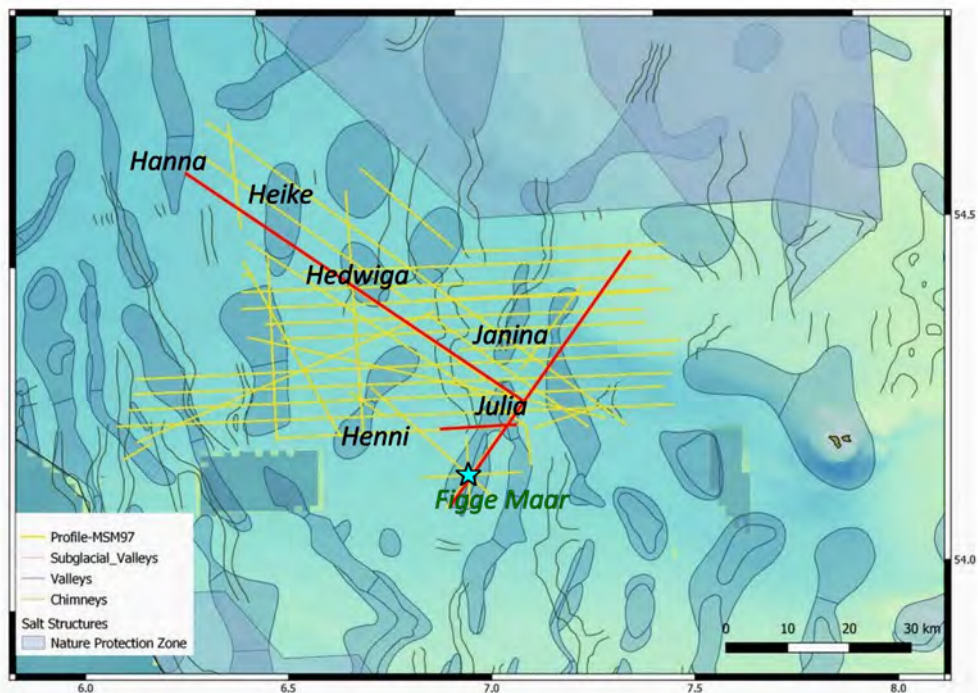 Hanna
Heike
54.5
Hedwiga
Janina
Julia
Henni
Figge Maar
54.0
Profile-MSM97
Subglacial_Valleys
Valleys
Chimneys
Salt Structures
Nature Protection Zone
0 10 20 30 km
6.0 6.5 7.0 7.5 8.0